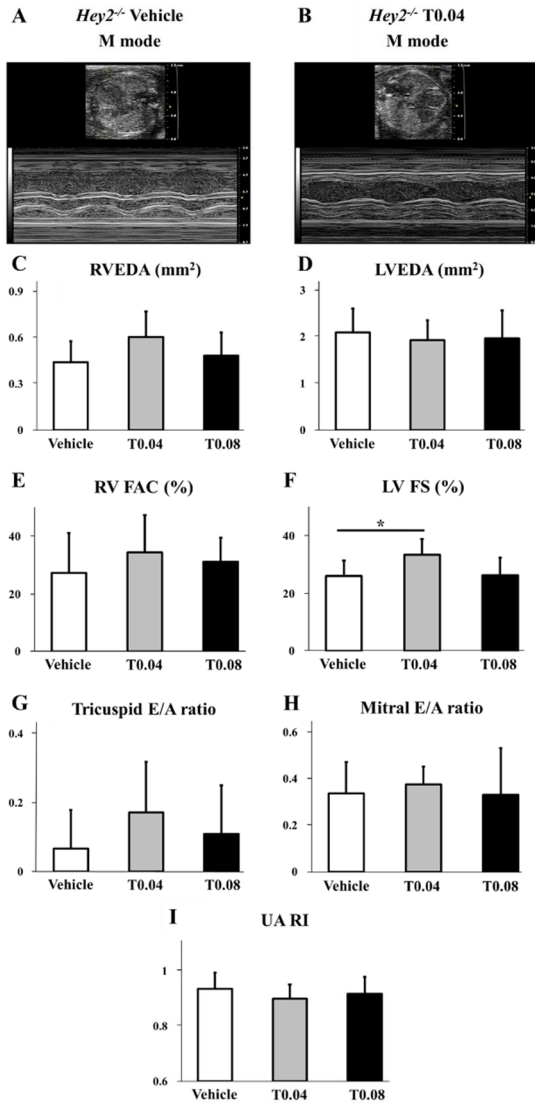 A Hey2-/- Vehicle B Hey2-/- T0.04
M mode M mode
C RVEDA (mm²) D LVEDA (mm²)
0.9
0.6
0.3
0
Vehicle T0.04 T0.08
3
2
1
0
Vehicle T0.04 T0.08
E RV FAC (%) F LV FS (%)
40
20
0
Vehicle T0.04 T0.08
*
40
20
0
Vehicle T0.04 T0.08
G Tricuspid E/A ratio H Mitral E/A ratio
0.4
0.2
0
Vehicle T0.04 T0.08
0.6
0.4
0.2
0
Vehicle T0.04 T0.08
I UA RI
1
0.8
0.6
Vehicle T0.04 T0.08